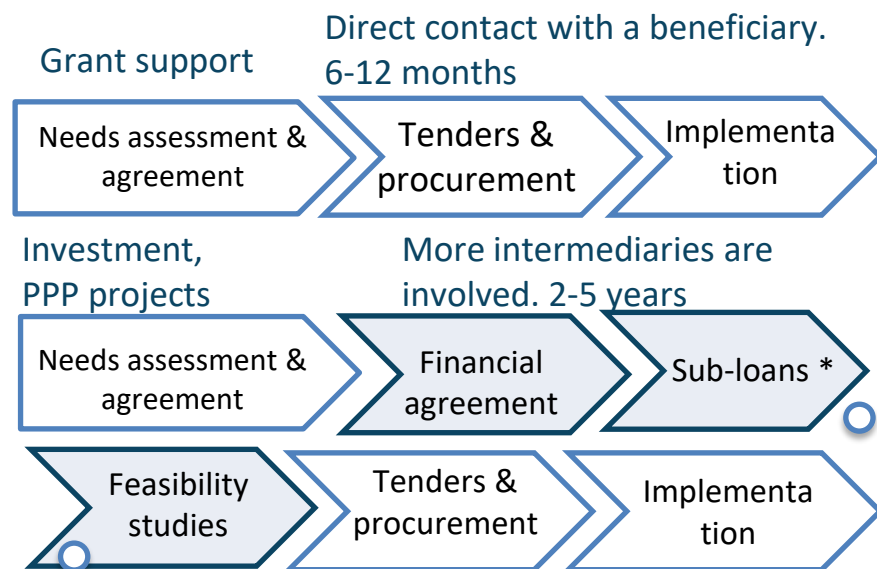 Grant support
Direct contact with a beneficiary.
6-12 months
Needs assessment &
agreement
Tenders &
procurement
Implementa
tion
Investment,
PPP projects
More intermediaries are
involved. 2-5 years
Needs assessment &
agreement
Financial
agreement
Sub-loans *
Feasibility
studies
Tenders &
procurement
Implementa
tion